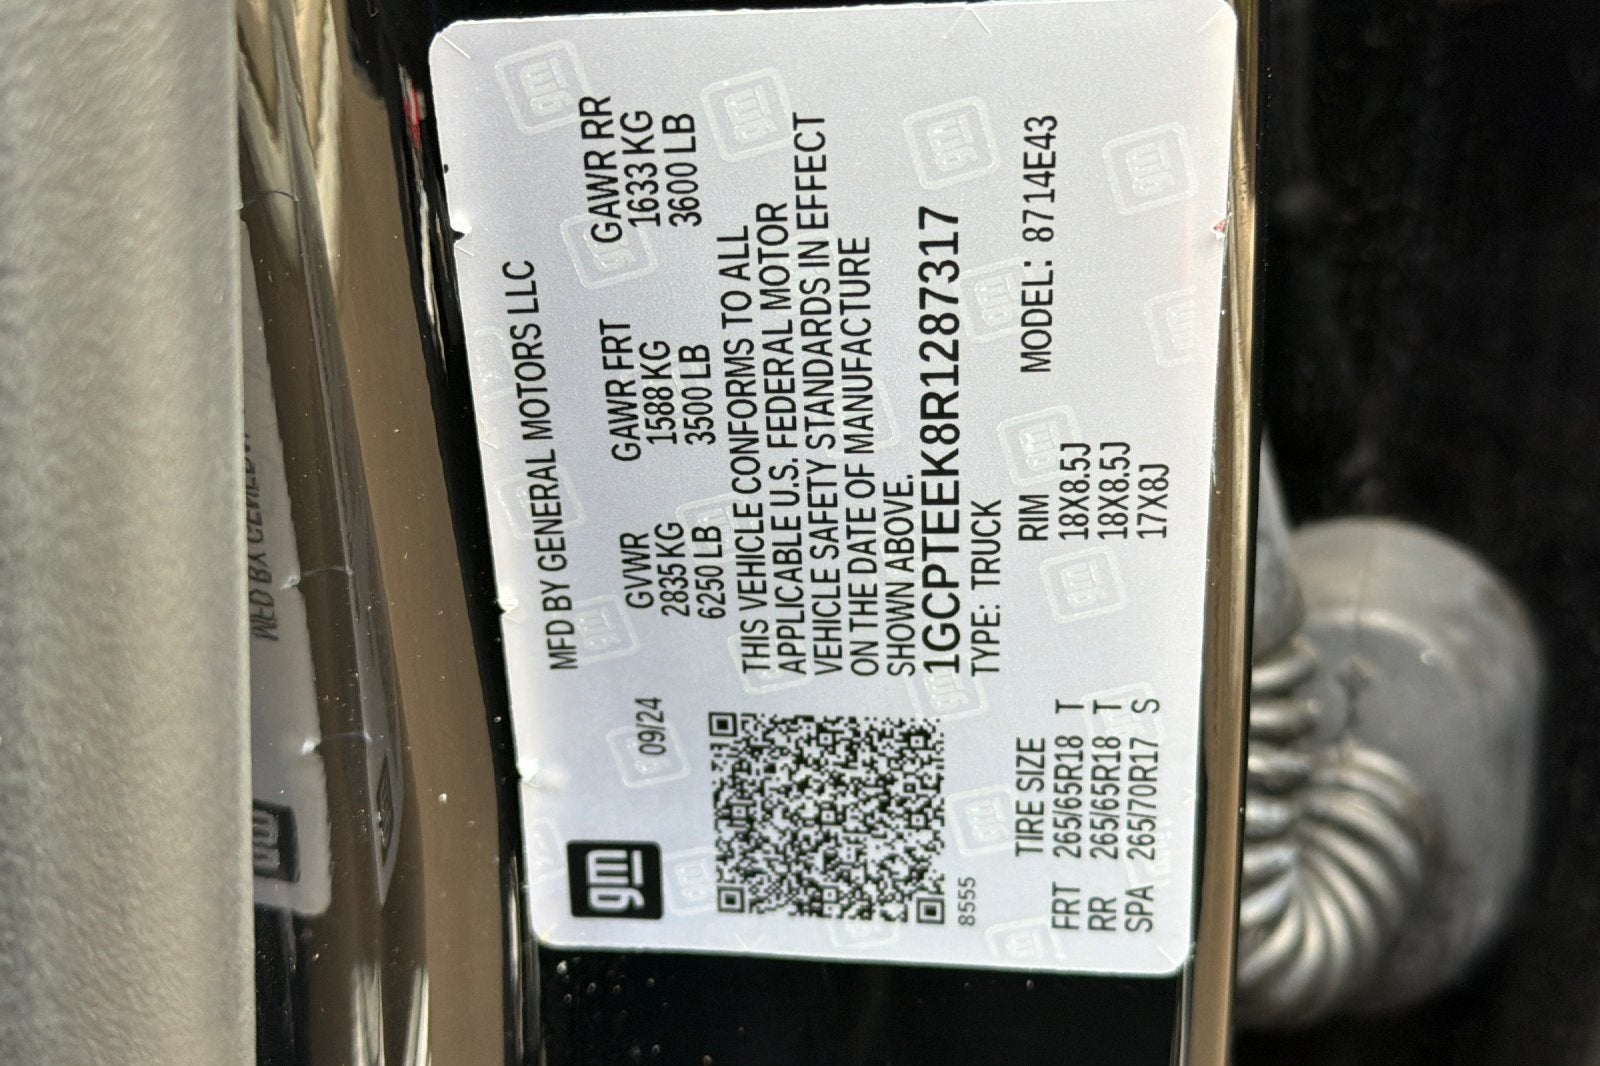 gm
MFD BY GENERAL MOTORS LLC
09/24
GVWR GAWR FRT GAWR RR
2835 KG 1588 KG 1633 KG
6250 LB 3500 LB 3600 LB
THIS VEHICLE CONFORMS TO ALL
APPLICABLE U.S. FEDERAL MOTOR
VEHICLE SAFETY STANDARDS IN EFFECT
ON THE DATE OF MANUFACTURE
SHOWN ABOVE.
1GCPTEEK8R1287317
TYPE: TRUCK MODEL: 8714E43
8555
TIRE SIZE RIM
FRT 265/65R18 T 18X8.5J
RR 265/65R18 T 18X8.5J
SPA 265/70R17 S 17X8J